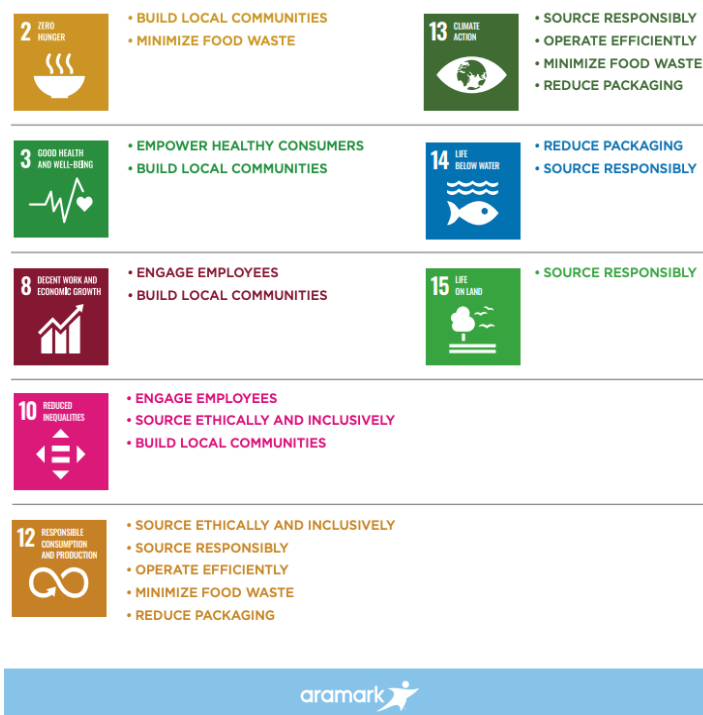 2 ZERO
HUNGER
• BUILD LOCAL COMMUNITIES
• MINIMIZE FOOD WASTE
3 GOOD HEALTH
AND WELL-BEING
• EMPOWER HEALTHY CONSUMERS
• BUILD LOCAL COMMUNITIES
8 DECENT WORK AND
ECONOMIC GROWTH
• ENGAGE EMPLOYEES
• BUILD LOCAL COMMUNITIES
10 REDUCED
INEQUALITIES
• ENGAGE EMPLOYEES
• SOURCE ETHICALLY AND INCLUSIVELY
• BUILD LOCAL COMMUNITIES
12 RESPONSIBLE
CONSUMPTION
AND PRODUCTION
• SOURCE ETHICALLY AND INCLUSIVELY
• SOURCE RESPONSIBLY
• OPERATE EFFICIENTLY
• MINIMIZE FOOD WASTE
• REDUCE PACKAGING
13 CLIMATE
ACTION
• SOURCE RESPONSIBLY
• OPERATE EFFICIENTLY
• MINIMIZE FOOD WASTE
• REDUCE PACKAGING
14 LIFE
BELOW WATER
• REDUCE PACKAGING
• SOURCE RESPONSIBLY
15 LIFE
ON LAND
• SOURCE RESPONSIBLY
aramark